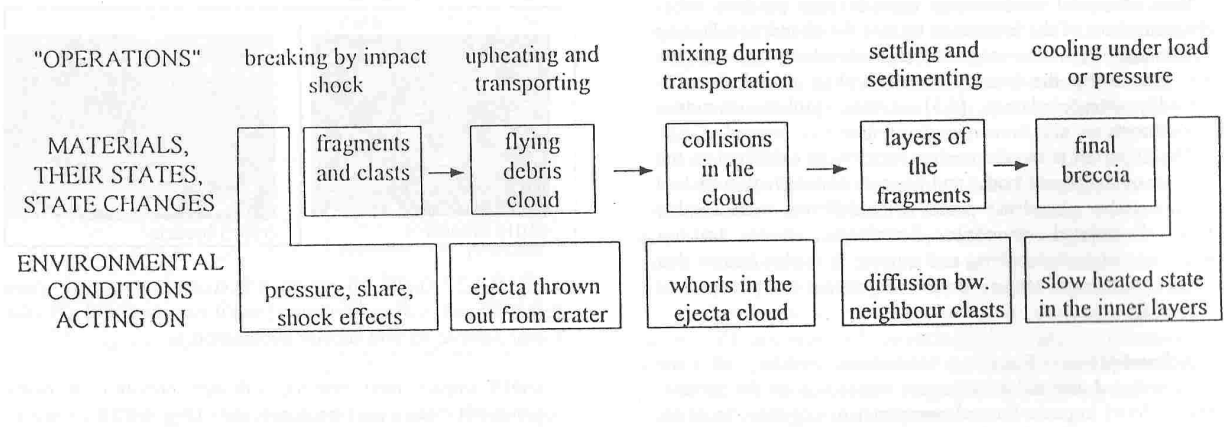 "OPERATIONS"
breaking by impact
shock
upheating and
transporting
mixing during
transportation
settling and
sedimenting
cooling under load
or pressure
MATERIALS,
THEIR STATES,
STATE CHANGES
fragments
and clasts
flying
debris
cloud
collisions
in the
cloud
layers of
the
fragments
final
breccia
ENVIRONMENTAL
CONDITIONS
ACTING ON
pressure, share,
shock effects
ejecta thrown
out from crater
whorls in the
ejecta cloud
diffusion bw.
neighbour clasts
slow heated state
in the inner layers